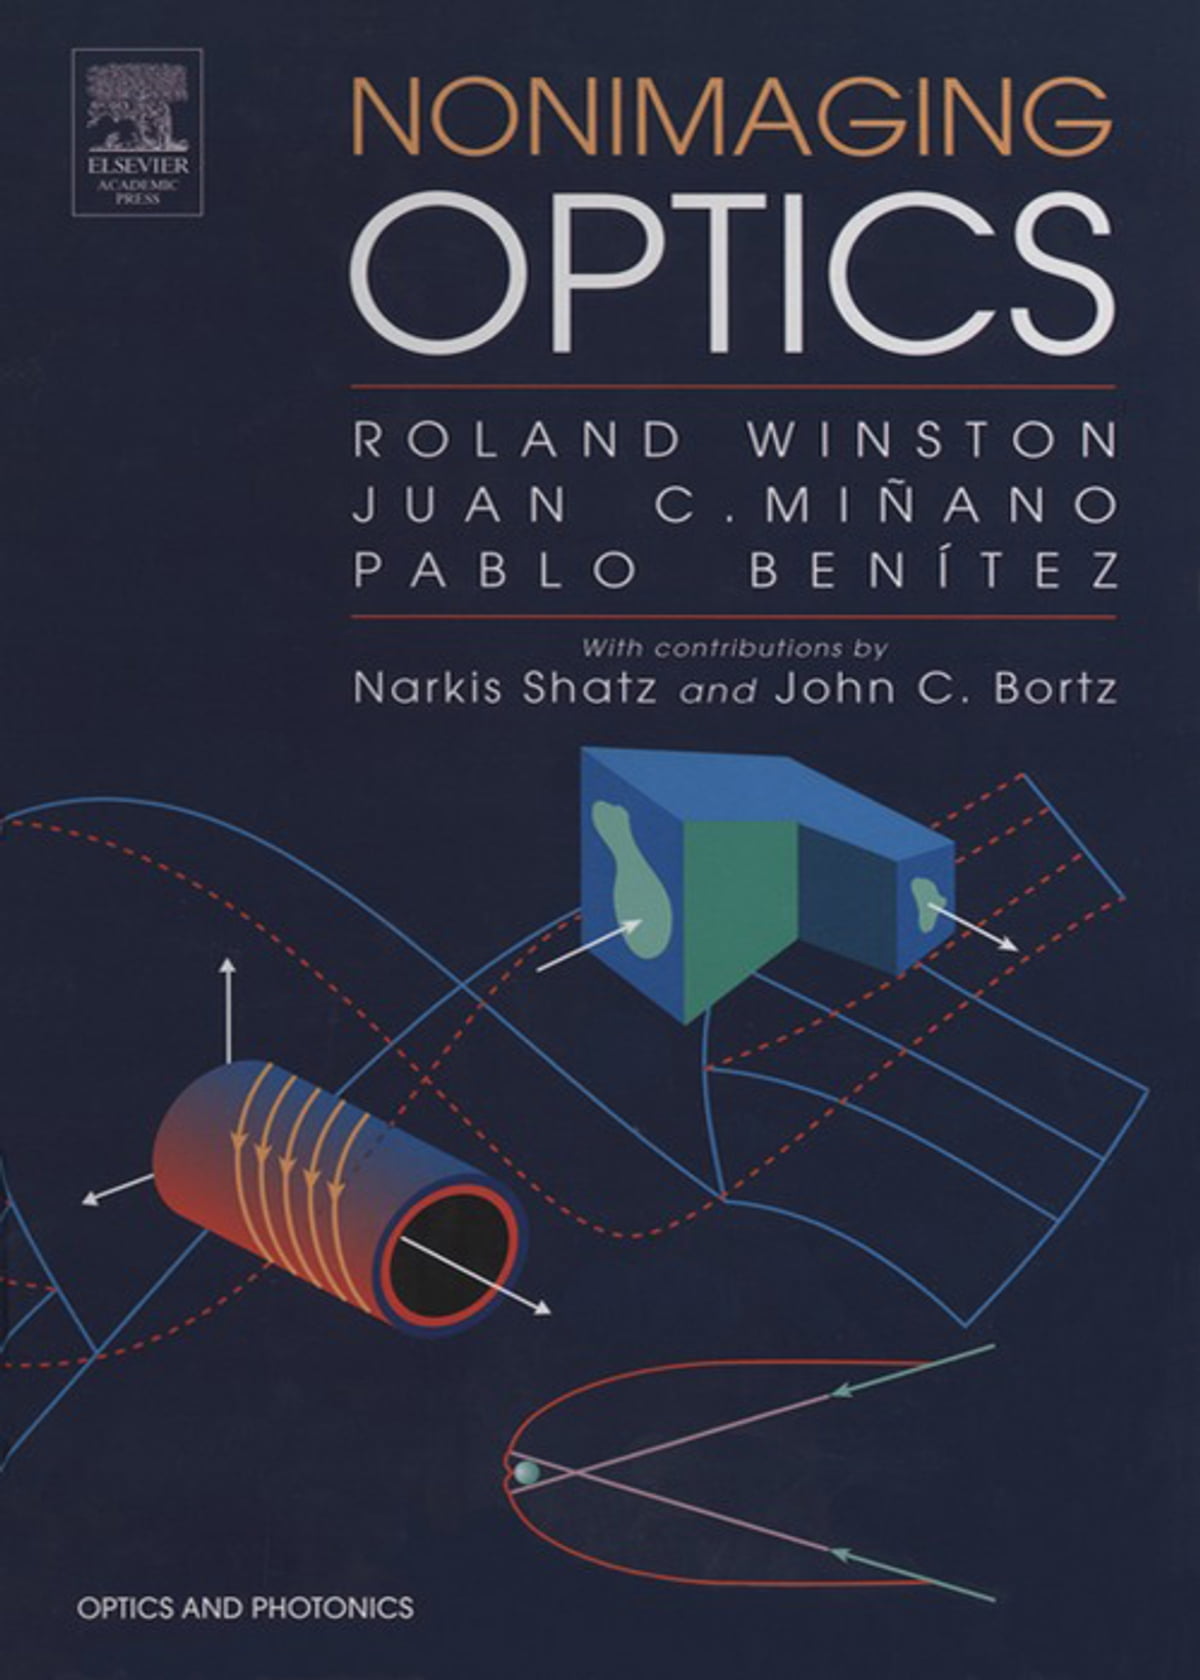 ELSEVIER
ACADEMIC
PRESS
NONIMAGING
OPTICS
ROLAND WINSTON
JUAN C. MIÑANO
PABLO BENÍTEZ
With contributions by
Narkis Shatz and John C. Bortz
OPTICS AND PHOTONICS